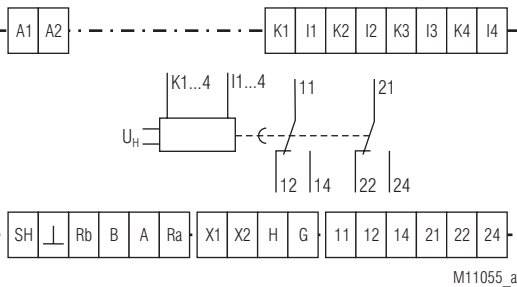 A1 A2 K1 I1 K2 I2 K3 I3 K4 I4
K1...4 I1...4 11 21
UH
12 14 22 24
SH ⊥ Rb B A Ra X1 X2 H G 11 12 14 21 22 24
M11055_a